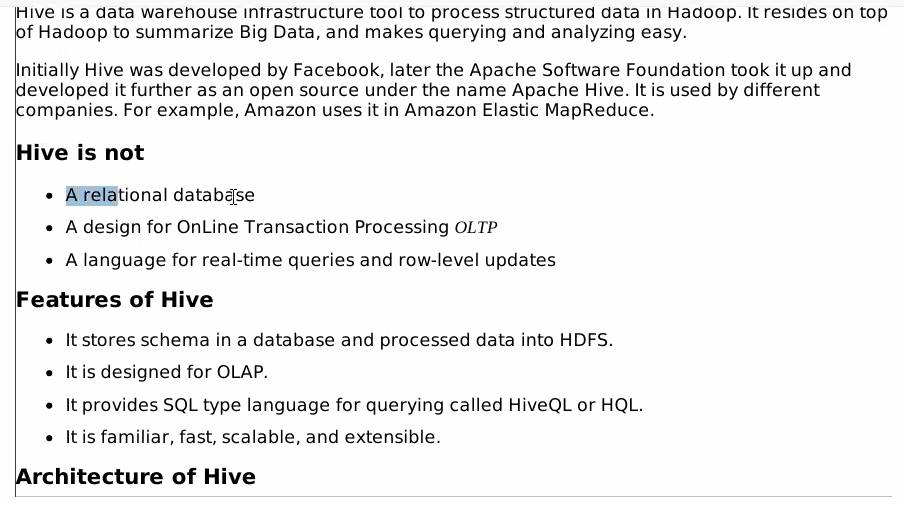 Hive is a data warehouse infrastructure tool to process structured data in Hadoop. It resides on top
of Hadoop to summarize Big Data, and makes querying and analyzing easy.
Initially Hive was developed by Facebook, later the Apache Software Foundation took it up and
developed it further as an open source under the name Apache Hive. It is used by different
companies. For example, Amazon uses it in Amazon Elastic MapReduce.
Hive is not
• A relational database
• A design for OnLine Transaction Processing OLTP
• A language for real-time queries and row-level updates
Features of Hive
• It stores schema in a database and processed data into HDFS.
• It is designed for OLAP.
• It provides SQL type language for querying called HiveQL or HQL.
• It is familiar, fast, scalable, and extensible.
Architecture of Hive